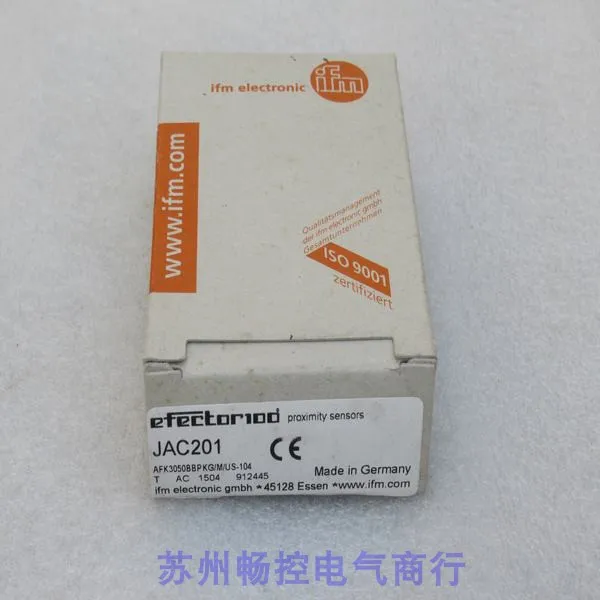 ifm electronic
ifm
www.ifm.com
Qualitätsmanagement
der ifm electronic gmbh
Gesamtunternehmen
ISO 9001
zertifiziert
efector100 proximity sensors
JAC201 CE
AFK3050BBPKG/M/US-104
T AC 1504 912445
Made in Germany
ifm electronic gmbh * 45128 Essen * www.ifm.com
苏州畅控电气商行